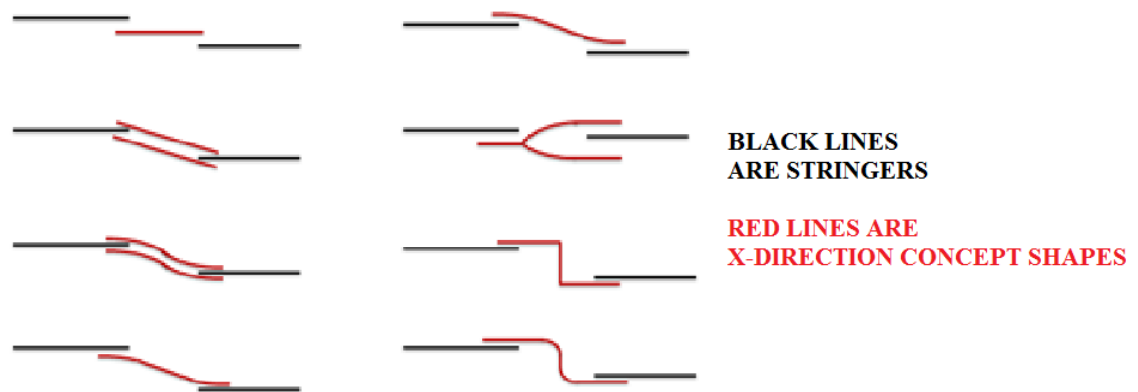 BLACK LINES
ARE STRINGERS
RED LINES ARE
X-DIRECTION CONCEPT SHAPES